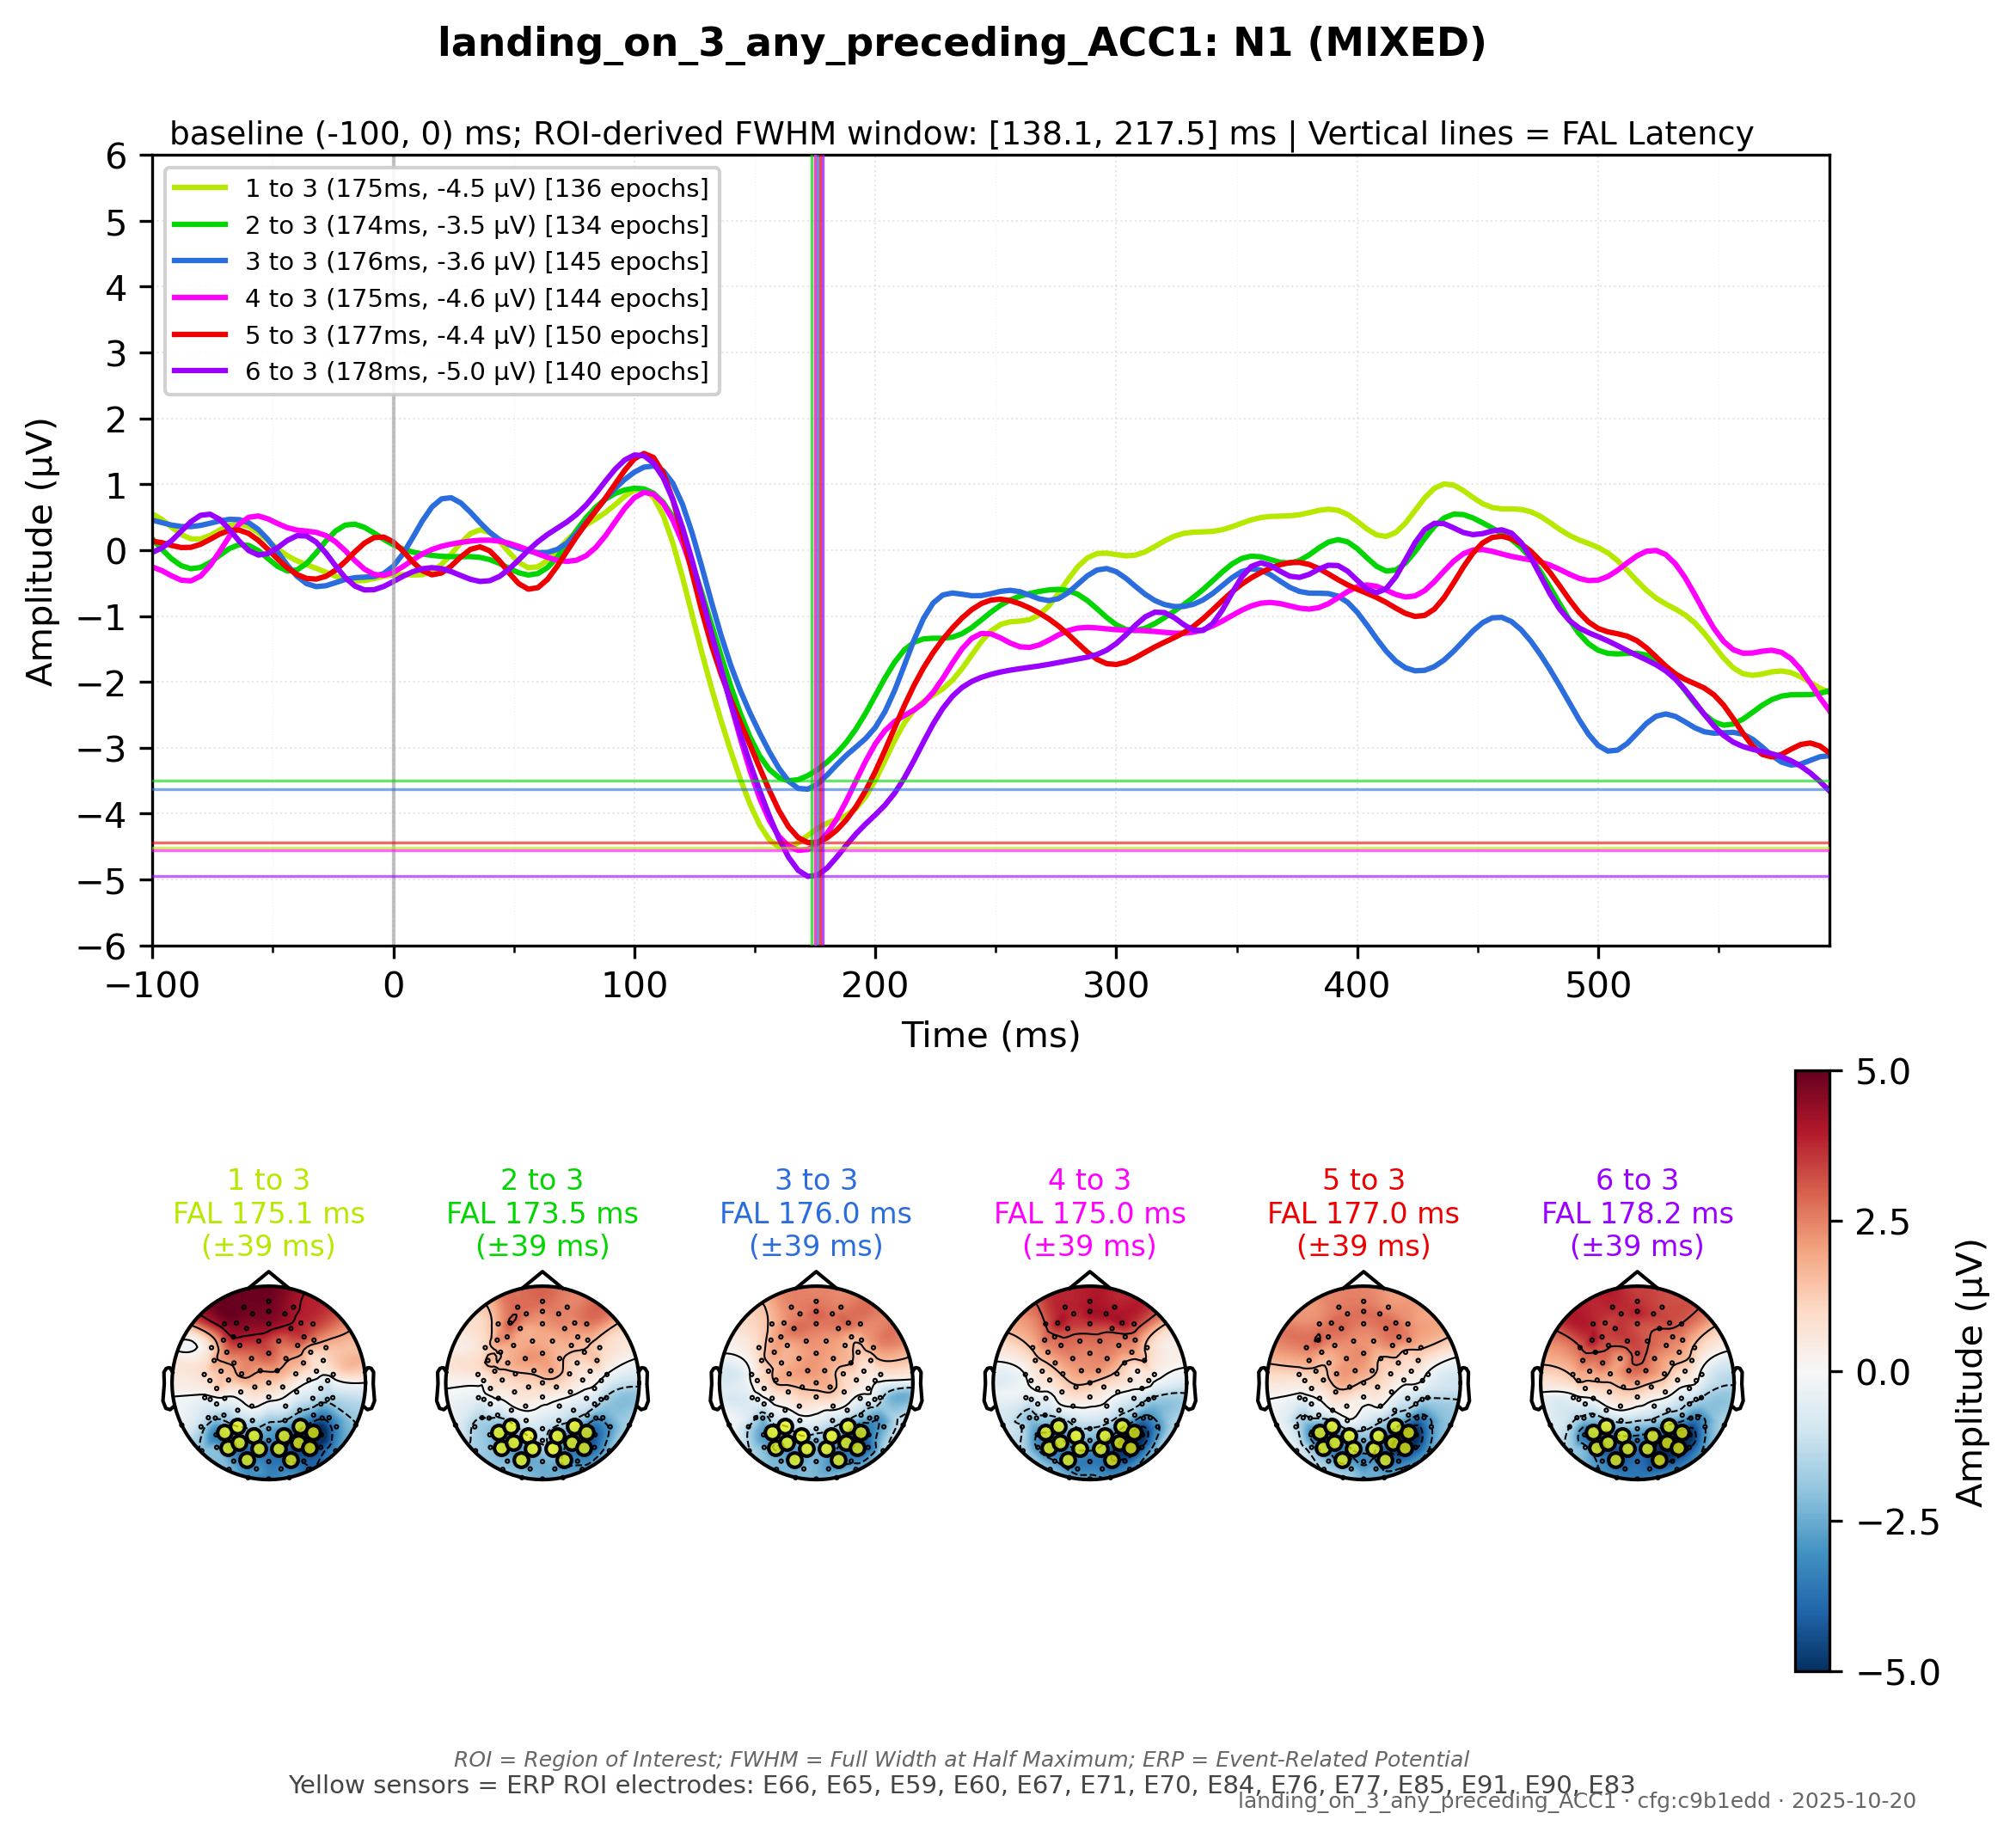 landing_on_3_any_preceding_ACC1: N1 (MIXED)
baseline (-100, 0) ms; ROI-derived FWHM window: [138.1, 217.5] ms | Vertical lines = FAL Latency
1 to 3 (175ms, -4.5 µV) [136 epochs]
2 to 3 (174ms, -3.5 µV) [134 epochs]
3 to 3 (176ms, -3.6 µV) [145 epochs]
4 to 3 (175ms, -4.6 µV) [144 epochs]
5 to 3 (177ms, -4.4 µV) [150 epochs]
6 to 3 (178ms, -5.0 µV) [140 epochs]
Amplitude (µV)
6
5
4
3
2
1
0
−1
−2
−3
−4
−5
−6
−100 0 100 200 300 400 500
Time (ms)
1 to 3 2 to 3 3 to 3 4 to 3 5 to 3 6 to 3
FAL 175.1 ms FAL 173.5 ms FAL 176.0 ms FAL 175.0 ms FAL 177.0 ms FAL 178.2 ms
(±39 ms) (±39 ms) (±39 ms) (±39 ms) (±39 ms) (±39 ms)
5.0
2.5
0.0
−2.5
−5.0
Amplitude (µV)
ROI = Region of Interest; FWHM = Full Width at Half Maximum; ERP = Event-Related Potential
Yellow sensors = ERP ROI electrodes: E66, E65, E59, E60, E67, E71, E70, E84, E76, E77, E85, E91, E90, E83
landing_on_3_any_preceding_ACC1 · cfg:c9b1edd · 2025-10-20